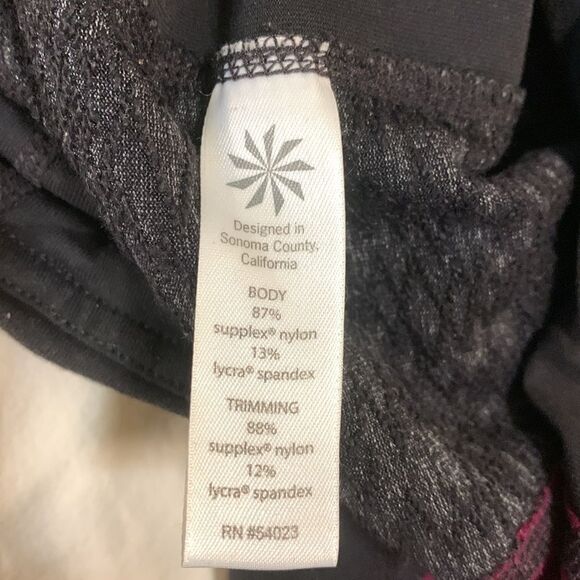 Designed in
Sonoma County,
California
BODY
87%
supplex® nylon
13%
lycra® spandex
TRIMMING
88%
supplex® nylon
12%
lycra® spandex
RN #54023